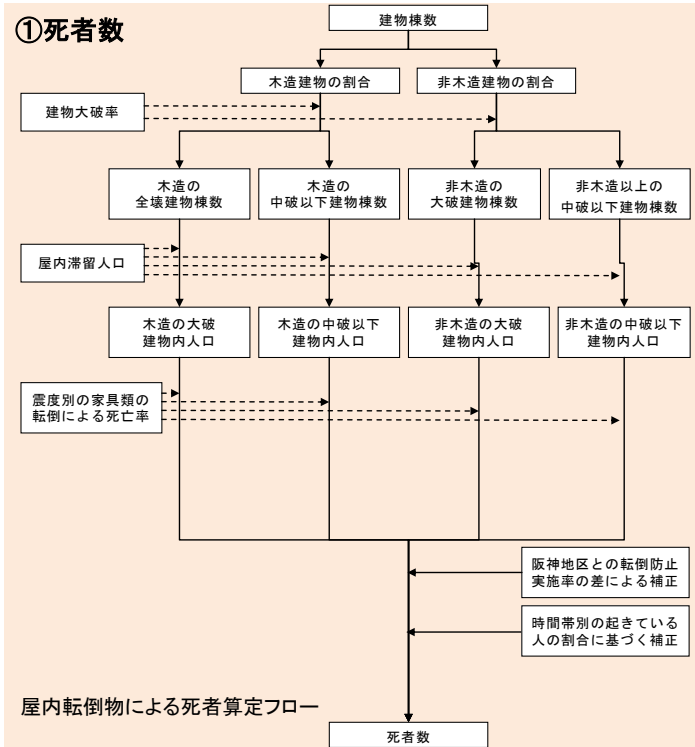 ①死者数
建物棟数
木造建物の割合
非木造建物の割合
建物大破率
木造の
全壊建物棟数
木造の
中破以下建物棟数
非木造の
大破建物棟数
非木造以上の
中破以下建物棟数
屋内滞留人口
木造の大破
建物内人口
木造の中破以下
建物内人口
非木造の大破
建物内人口
非木造の中破以下
建物内人口
震度別の家具類の
転倒による死亡率
阪神地区との転倒防止
実施率の差による補正
時間帯別の起きている
人の割合に基づく補正
屋内転倒物による死者算定フロー
死者数